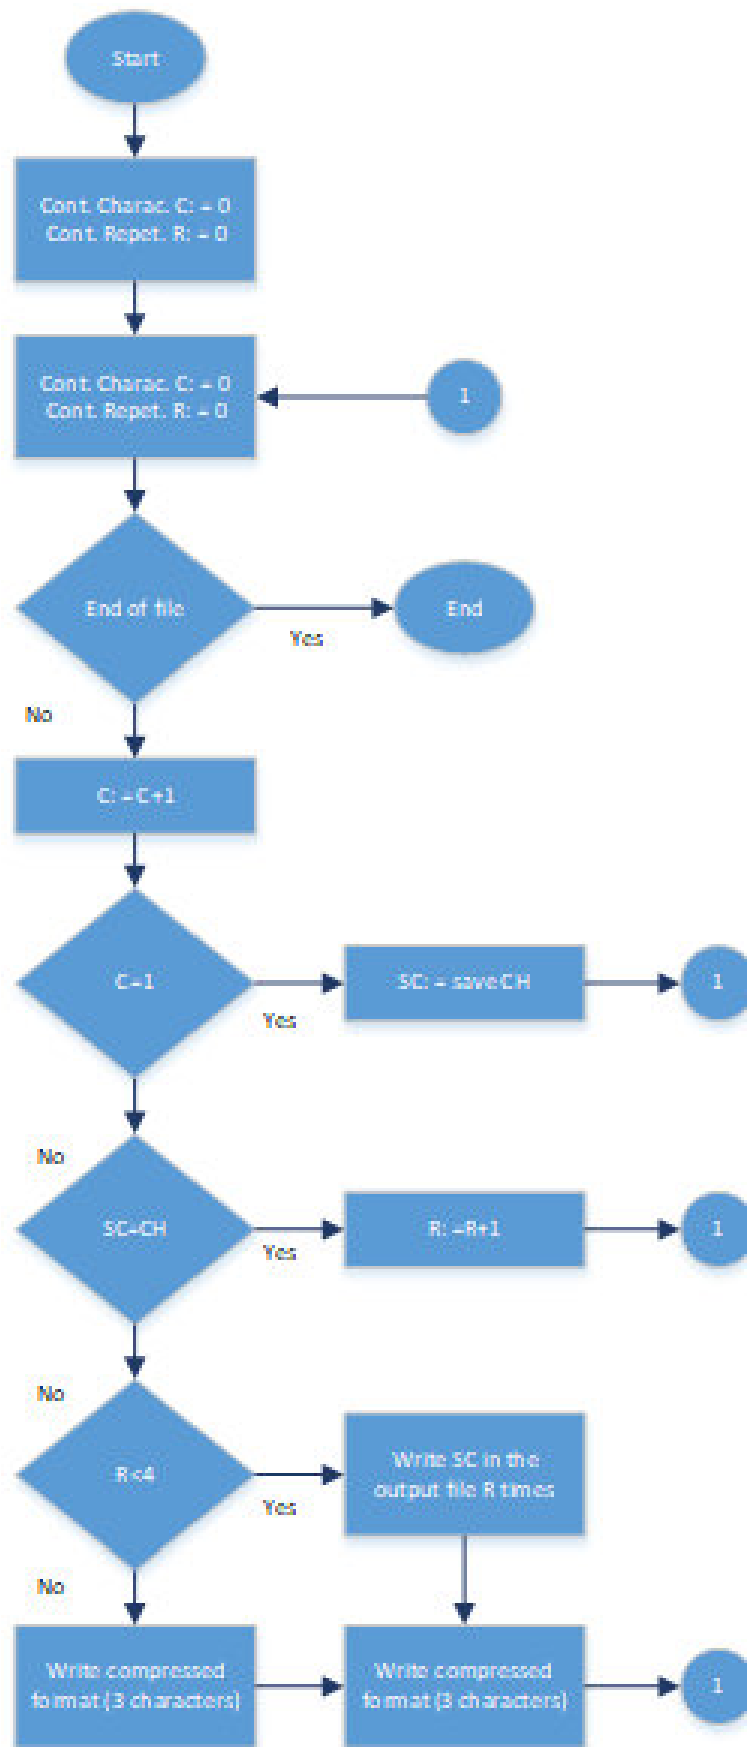 Start
Cont. Charac. C: = 0
Cont. Repet. R: = 0
Cont. Charac. C: = 0
Cont. Repet. R: = 0
1
End of file
End
Yes
No
C: =C+1
C=1
SC: = save CH
1
Yes
No
SC=CH
R: =R+1
1
Yes
No
R<4
Write SC in the
output file R times
Yes
No
Write compressed
format (3 characters)
Write compressed
format (3 characters)
1